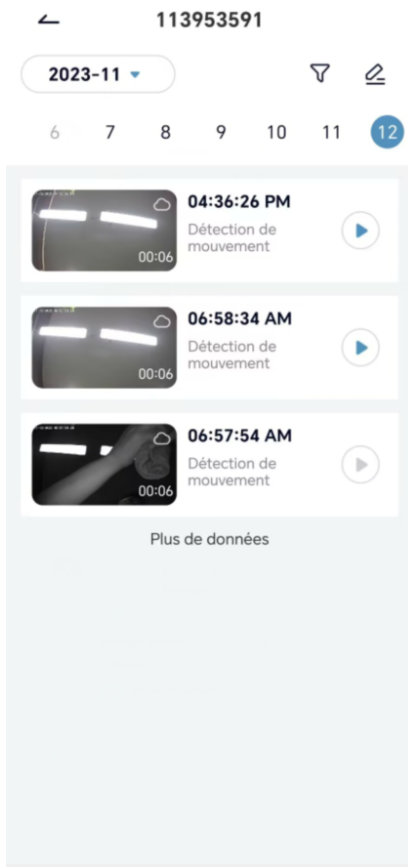 113953591
2023-11
6 7 8 9 10 11 12
04:36:26 PM
Détection de
mouvement
00:06
06:58:34 AM
Détection de
mouvement
00:06
06:57:54 AM
Détection de
mouvement
00:06
Plus de données